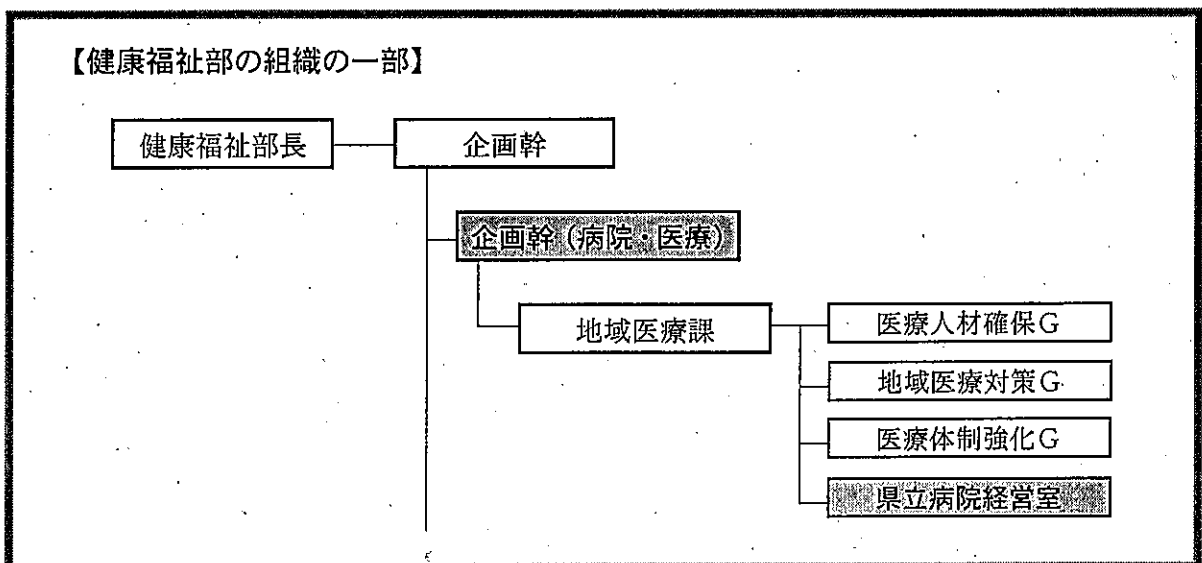 【健康福祉部の組織の一部】
健康福祉部長
企画幹
企画幹（病院・医療）
地域医療課
医療人材確保G
地域医療対策G
医療体制強化G
県立病院経営室